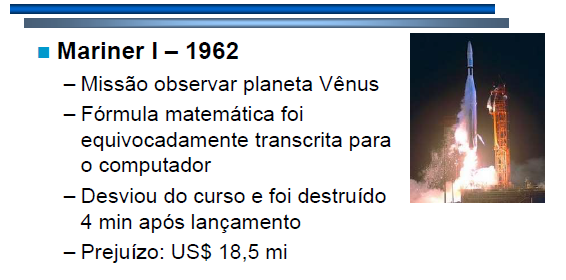 Mariner I – 1962
– Missão observar planeta Vênus
– Fórmula matemática foi
equivocadamente transcrita para
o computador
– Desviou do curso e foi destruído
4 min após lançamento
– Prejuízo: US$ 18,5 mi